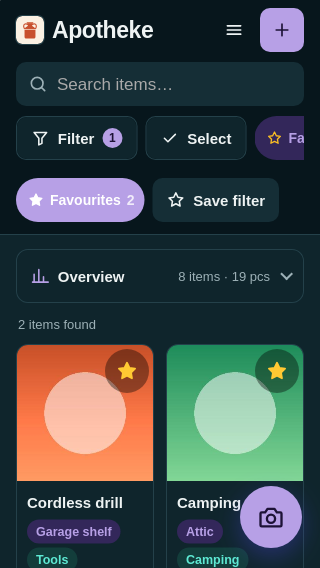 Apotheke
Search items…
Filter 1 Select Fa
Favourites 2 Save filter
Overview 8 items · 19 pcs
2 items found
Cordless drill
Garage shelf
Tools
Camping
Attic
Camping